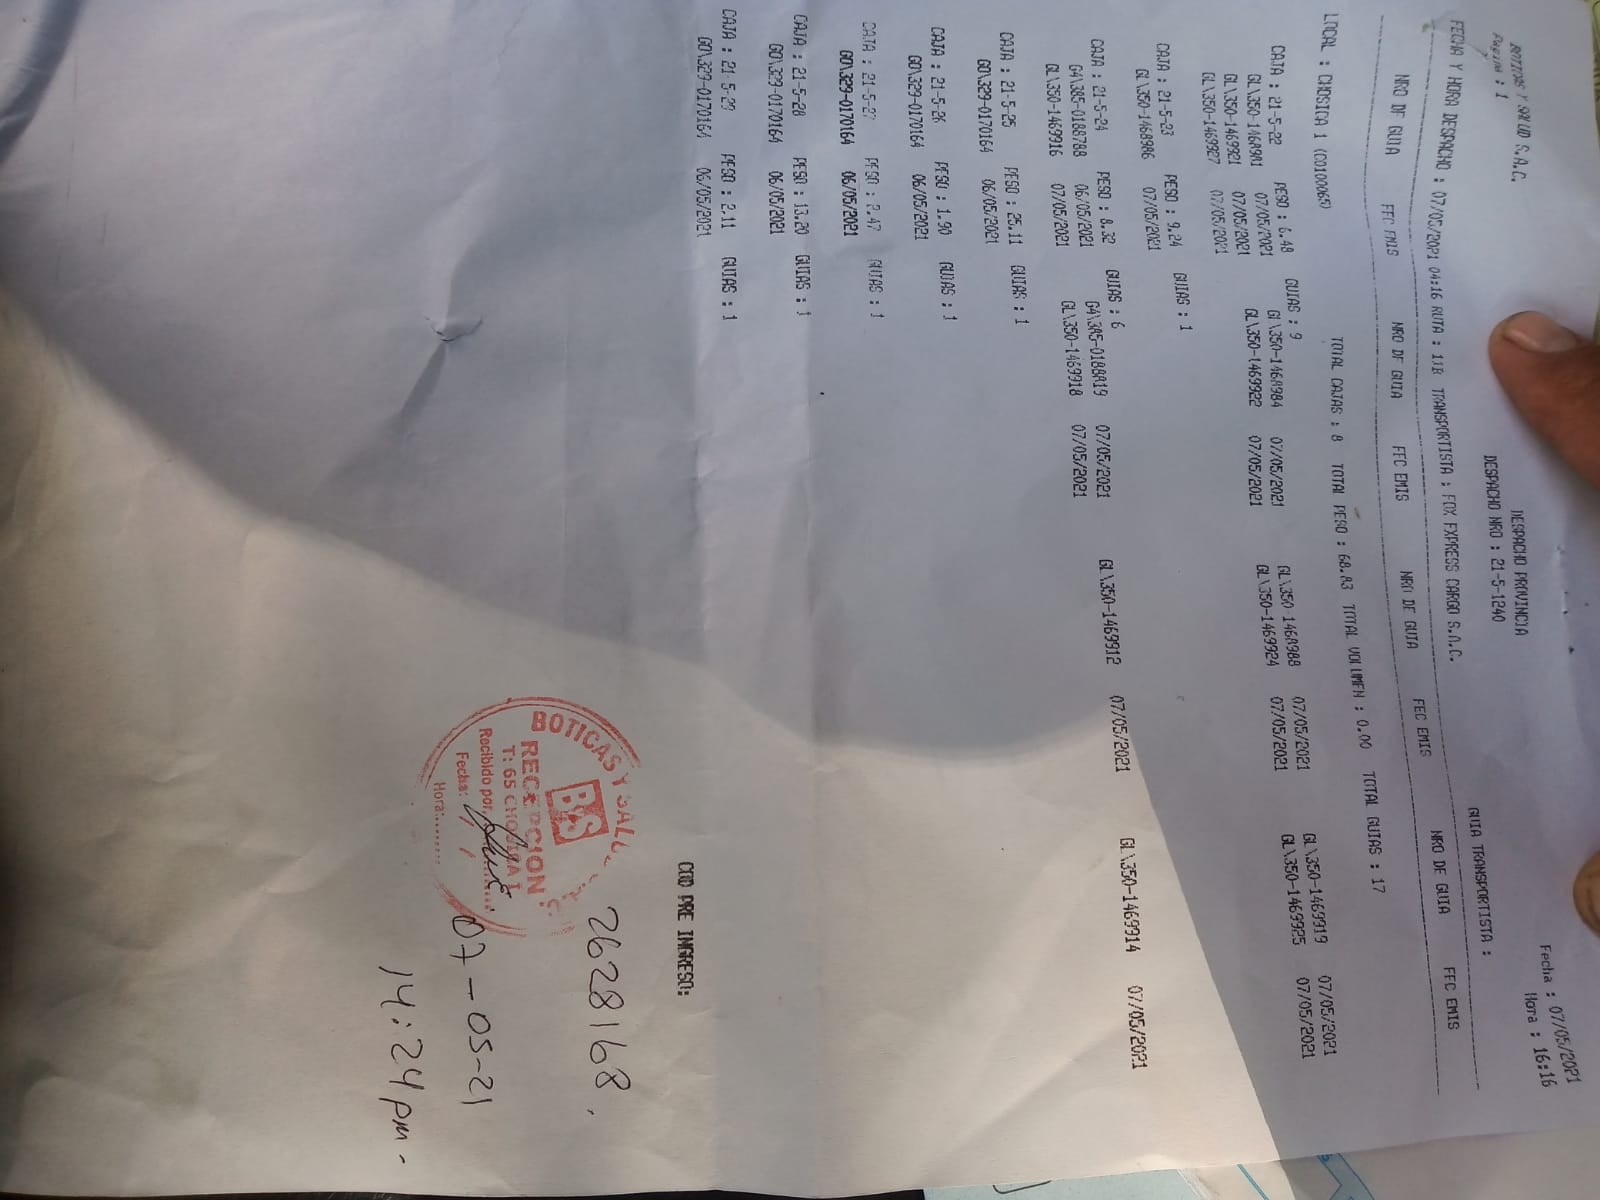 BOTICAS Y SALUD S.A.C.
Pagina : 1
DESPACHO PROVINCIA
DESPACHO NRO : 21-5-1240
Fecha : 07/05/2021
Hora : 16:16
GUIA TRANSPORTISTA :
FECHA Y HORA DESPACHO : 07/05/2021 04:16 RUTA : 11B TRANSPORTISTA : FOX EXPRESS CARGO S.A.C.
NRO DE GUIA FEC EMIS NRO DE GUIA FEC EMIS NRO DE GUIA FEC EMIS NRO DE GUIA FEC EMIS
LOCAL : CHOSICA 1 (C0100065) TOTAL CAJAS : 8 TOTAL PESO : 68.83 TOTAL VOLUMEN : 0.00 TOTAL GUIAS : 17
CAJA : 21-5-22 PESO : 6.48 GUIAS : 9
GL\350-1468981 07/05/2021 GL\350-1468984 07/05/2021 GL\350-1468988 07/05/2021 GL\350-1469919 07/05/2021
GL\350-1469921 07/05/2021 GL\350-1469922 07/05/2021 GL\350-1469924 07/05/2021 GL\350-1469925 07/05/2021
GL\350-1469927 07/05/2021
CAJA : 21-5-23 PESO : 9.24 GUIAS : 1
GL\350-1468986 07/05/2021
CAJA : 21-5-24 PESO : 8.32 GUIAS : 6
G4\385-0188788 06/05/2021 G4\385-0188819 07/05/2021 GL\350-1469912 07/05/2021 GL\350-1469914 07/05/2021
GL\350-1469916 07/05/2021 GL\350-1469918 07/05/2021
CAJA : 21-5-25 PESO : 25.11 GUIAS : 1
GO\329-0170164 06/05/2021
CAJA : 21-5-26 PESO : 1.90 GUIAS : 1
GO\329-0170164 06/05/2021
CAJA : 21-5-27 PESO : 2.47 GUIAS : 1
GO\329-0170164 06/05/2021
CAJA : 21-5-28 PESO : 13.20 GUIAS : 1
GO\329-0170164 06/05/2021
CAJA : 21-5-29 PESO : 2.11 GUIAS : 1
GO\329-0170164 06/05/2021
COD PRE INGRESO:
2628168.
BOTICAS Y
BYS
RECEPCION
T: 65 CHOSICA I
Recibido por:
Fecha:
Hora:
07-05-21
14:24pm.